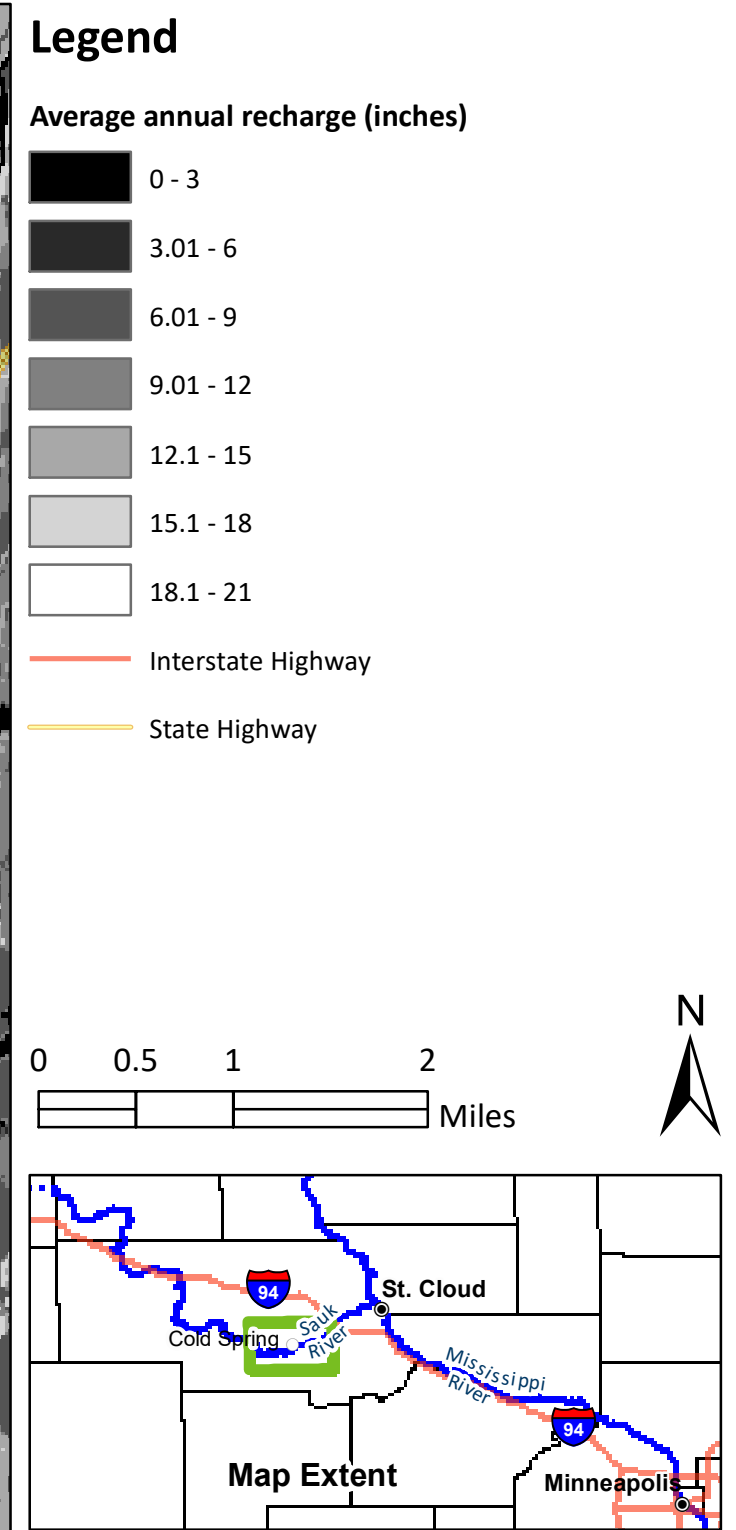 Legend
Average annual recharge (inches)
0 - 3
3.01 - 6
6.01 - 9
9.01 - 12
12.1 - 15
15.1 - 18
18.1 - 21
Interstate Highway
State Highway
N
0 0.5 1 2
Miles
94
St. Cloud
Sauk
River
Cold Spring
Mississippi
River
94
Map Extent
Minneapolis